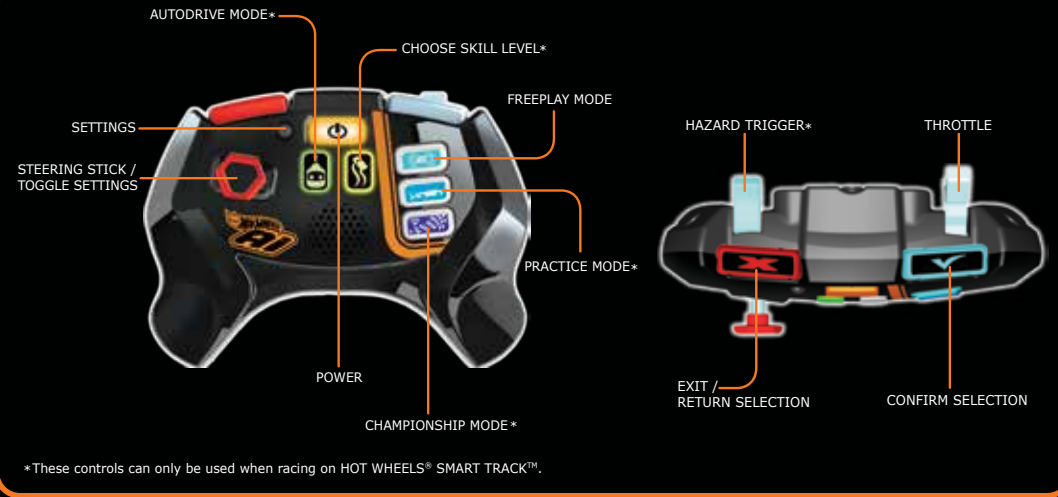 AUTODRIVE MODE*
CHOOSE SKILL LEVEL*
FREEPLAY MODE
SETTINGS
STEERING STICK /
TOGGLE SETTINGS
AI
PRACTICE MODE*
POWER
CHAMPIONSHIP MODE*
HAZARD TRIGGER*
THROTTLE
EXIT /
RETURN SELECTION
CONFIRM SELECTION
*These controls can only be used when racing on HOT WHEELS® SMART TRACK™.